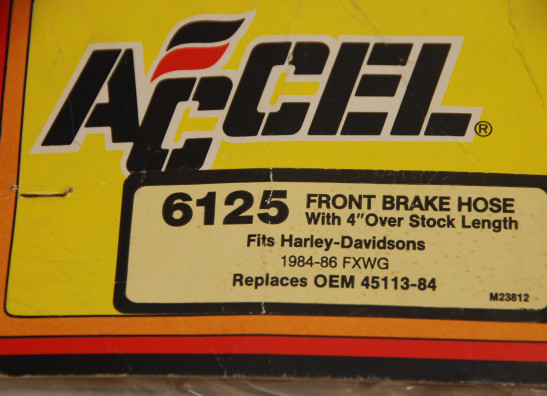 ACCEL®
6125 FRONT BRAKE HOSE
With 4" Over Stock Length
Fits Harley-Davidsons
1984-86 FXWG
Replaces OEM 45113-84
M23812